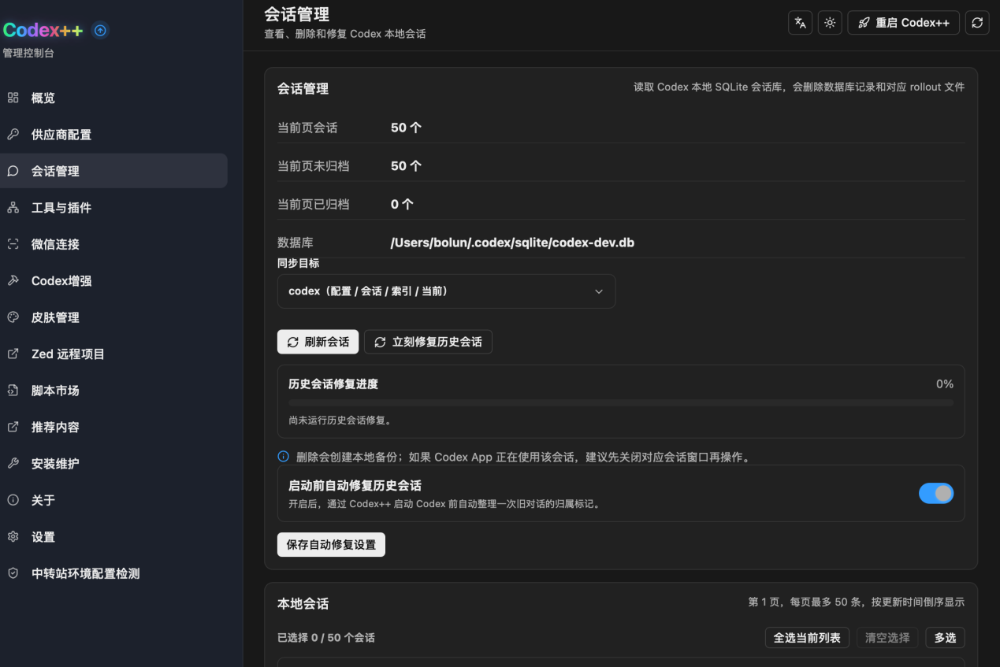 Codex++
管理控制台
概览
供应商配置
会话管理
工具与插件
微信连接
Codex增强
皮肤管理
Zed 远程项目
脚本市场
推荐内容
安装维护
关于
设置
中转站环境配置检测
会话管理
查看、删除和修复 Codex 本地会话
重启 Codex++
会话管理
读取 Codex 本地 SQLite 会话库，会删除数据库记录和对应 rollout 文件
当前页会话 50 个
当前页未归档 50 个
当前页已归档 0 个
数据库 /Users/bolun/.codex/sqlite/codex-dev.db
同步目标
codex（配置 / 会话 / 索引 / 当前）
刷新会话 立刻修复历史会话
历史会话修复进度 0%
尚未运行历史会话修复。
删除会创建本地备份；如果 Codex App 正在使用该会话，建议先关闭对应会话窗口再操作。
启动前自动修复历史会话
开启后，通过 Codex++ 启动 Codex 前自动整理一次旧对话的归属标记。
保存自动修复设置
本地会话 第 1 页，每页最多 50 条，按更新时间倒序显示
已选择 0 / 50 个会话 全选当前列表 清空选择 多选